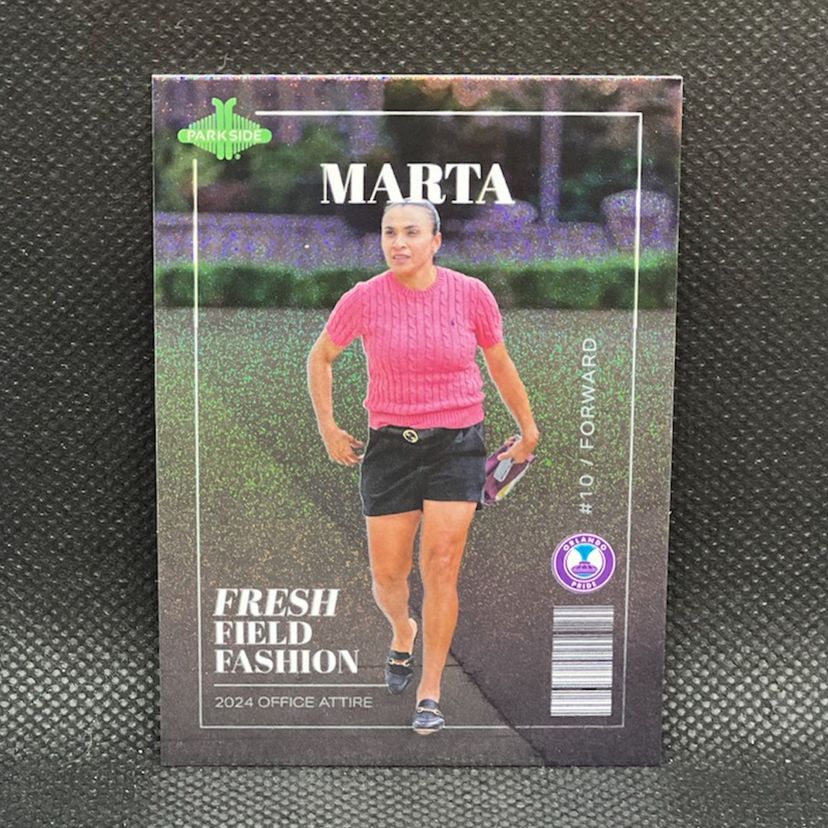 PARKSIDE
MARTA
#10 / FORWARD
ORLANDO
PRIDE
FRESH
FIELD
FASHION
2024 OFFICE ATTIRE